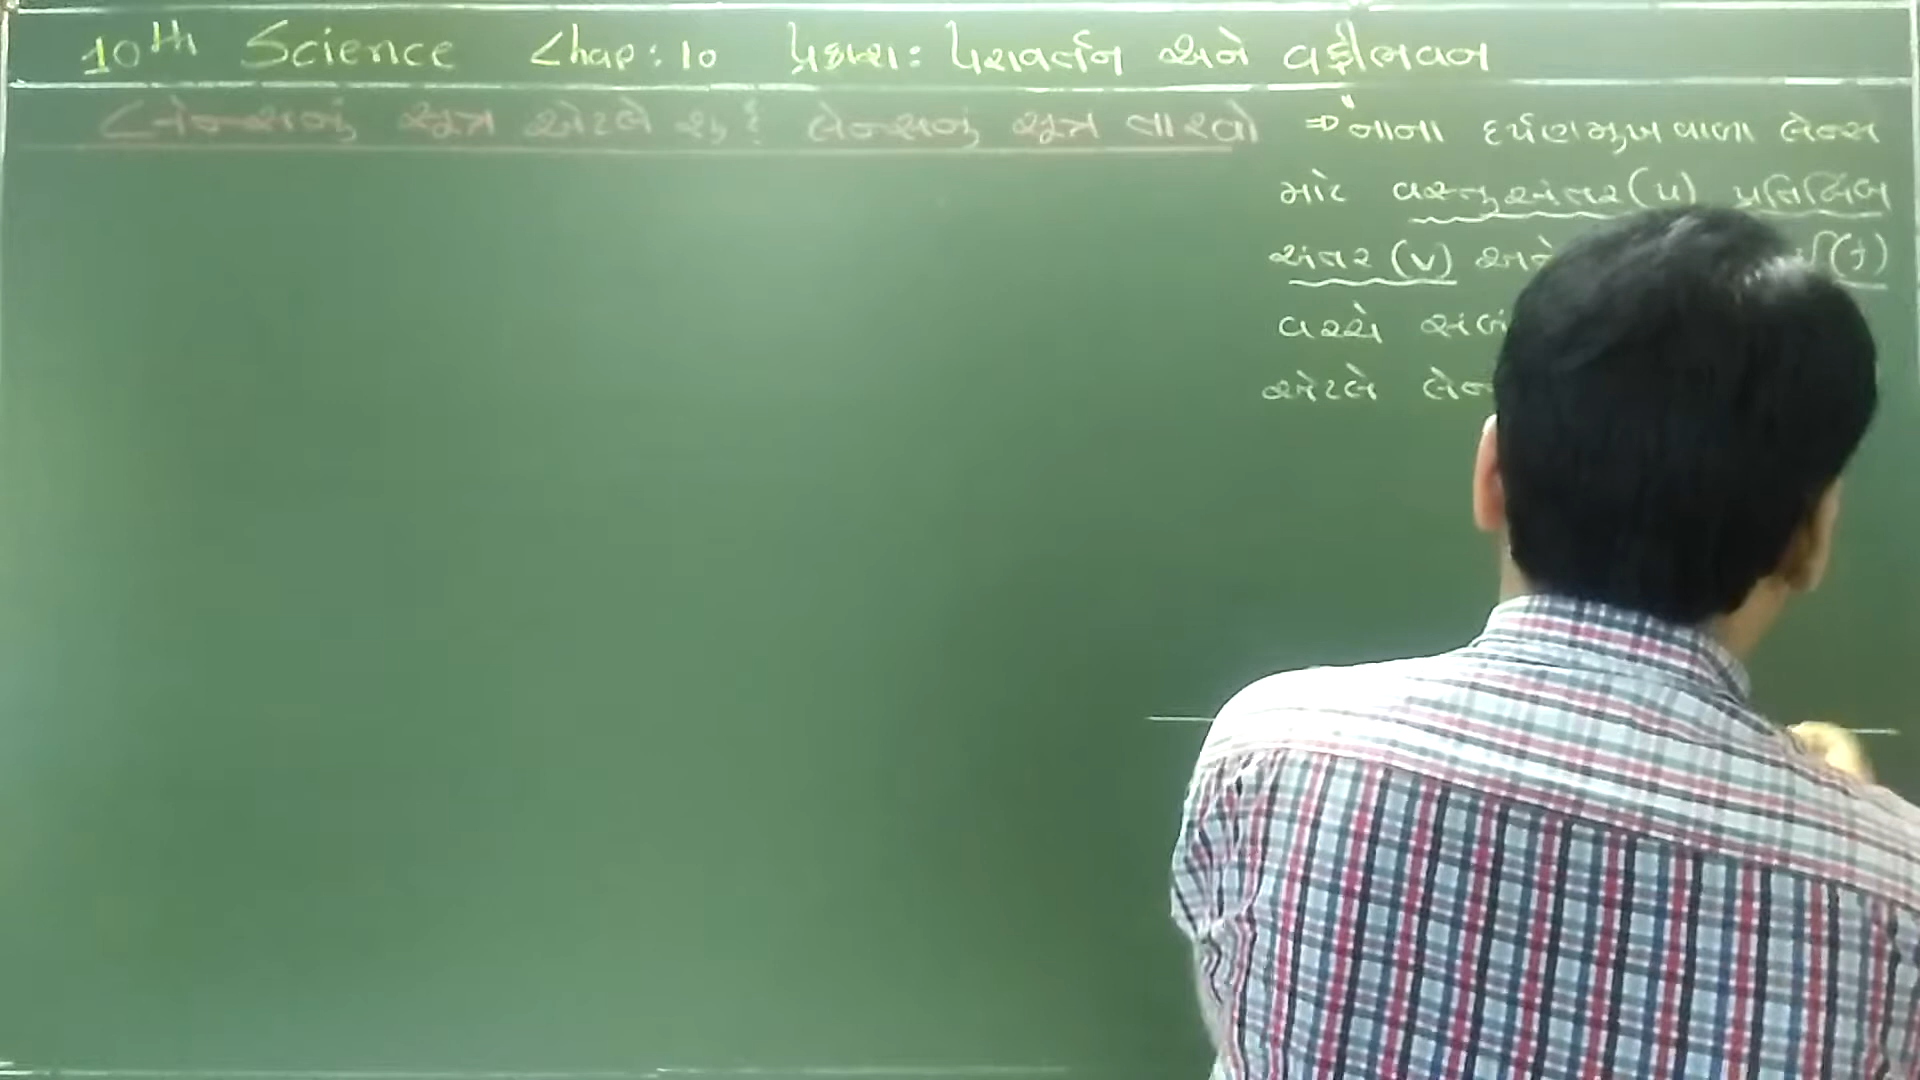 10th Science Chap: 10 પ્રકાશ: પરાવર્તન અને વક્રીભવન
લેન્સનું સૂત્ર એટલે શું? લેન્સનું સૂત્ર તારવો
⇒ નાના દર્પણમુખ વાળા લેન્સ
માટે વસ્તુઅંતર (u) પ્રતિબિંબ
અંતર (v) અને (f)
વચ્ચે
એટલે